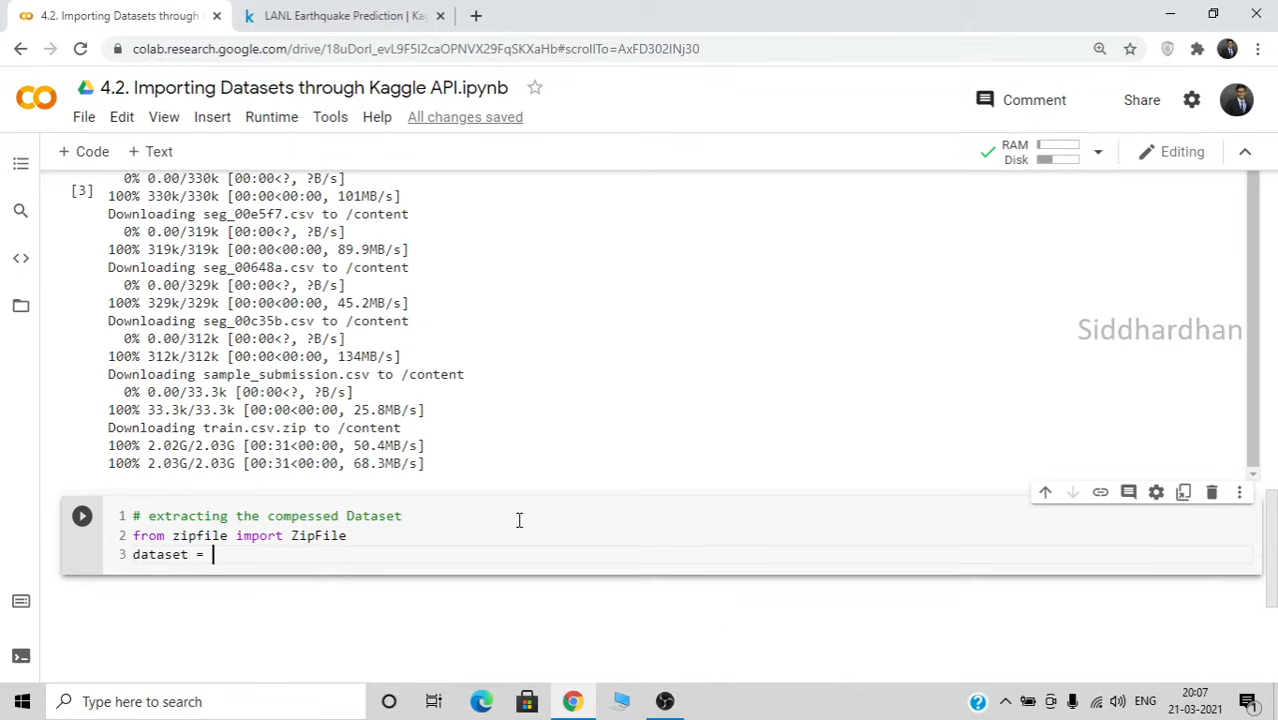 4.2. Importing Datasets through
LANL Earthquake Prediction | Kag
colab.research.google.com/drive/18uDorl_evL9F5I2caOPNVX29FqSKXaHb#scrollTo=AxFD302INj30
CO
4.2. Importing Datasets through Kaggle API.ipynb
Comment
Share
File Edit View Insert Runtime Tools Help All changes saved
+ Code + Text
RAM
Disk
Editing
0% 0.00/330k [00:00<?, ?B/s]
[3]
100% 330k/330k [00:00<00:00, 101MB/s]
Downloading seg_00e5f7.csv to /content
0% 0.00/319k [00:00<?, ?B/s]
100% 319k/319k [00:00<00:00, 89.9MB/s]
Downloading seg_00648a.csv to /content
0% 0.00/329k [00:00<?, ?B/s]
100% 329k/329k [00:00<00:00, 45.2MB/s]
Downloading seg_00c35b.csv to /content
0% 0.00/312k [00:00<?, ?B/s]
100% 312k/312k [00:00<00:00, 134MB/s]
Downloading sample_submission.csv to /content
0% 0.00/33.3k [00:00<?, ?B/s]
100% 33.3k/33.3k [00:00<00:00, 25.8MB/s]
Downloading train.csv.zip to /content
100% 2.02G/2.03G [00:31<00:00, 50.4MB/s]
100% 2.03G/2.03G [00:31<00:00, 68.3MB/s]
Siddhardhan
1 # extracting the compessed Dataset
2 from zipfile import ZipFile
3 dataset =
Type here to search
ENG
20:07
21-03-2021
1